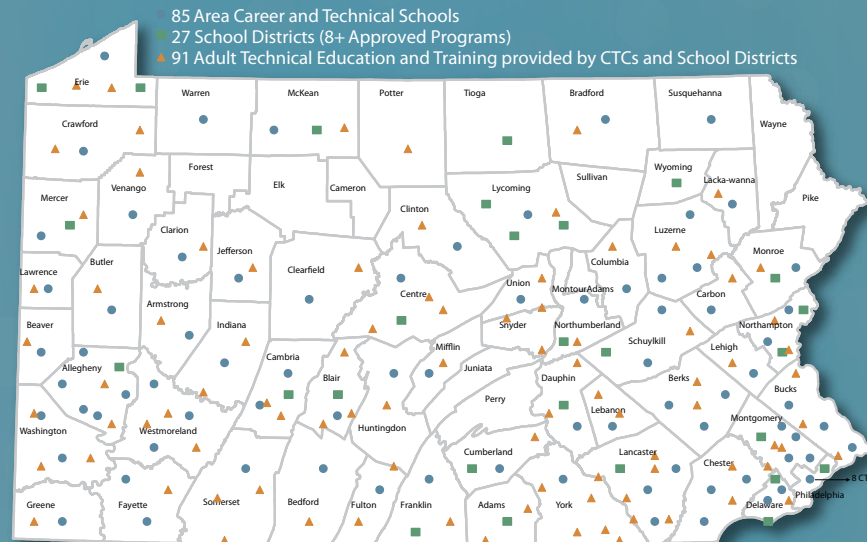 85 Area Career and Technical Schools
27 School Districts (8+ Approved Programs)
91 Adult Technical Education and Training provided by CTCs and School Districts
Erie
Warren
McKean
Potter
Tioga
Bradford
Susquehanna
Crawford
Wayne
Forest
Wyoming
Lacka-wanna
Venango
Elk
Cameron
Sullivan
Mercer
Lycoming
Pike
Clinton
Clarion
Luzerne
Jefferson
Monroe
Butler
Columbia
Lawrence
Clearfield
Union
MontourAdams
Centre
Carbon
Armstrong
Beaver
Indiana
Snyder
Northumberland
Northampton
Schuylkill
Mifflin
Lehigh
Cambria
Allegheny
Juniata
Blair
Dauphin
Berks
Bucks
Perry
Lebanon
Montgomery
Huntingdon
Washington
Westmoreland
Cumberland
Lancaster
Chester
Philadelphia
8 CT
Greene
Fayette
Somerset
Bedford
Fulton
Franklin
Adams
York
Delaware